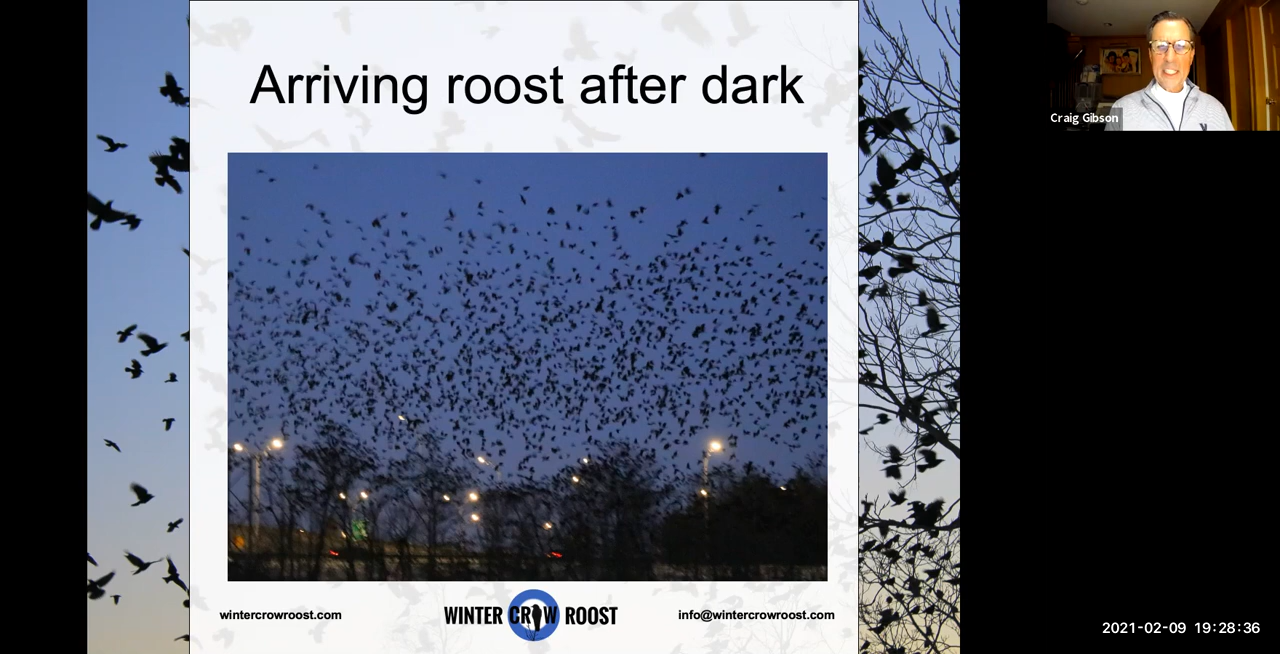 Arriving roost after dark
Craig Gibson
wintercrowroost.com
WINTER CROW ROOST
info@wintercrowroost.com
2021-02-09 19:28:36